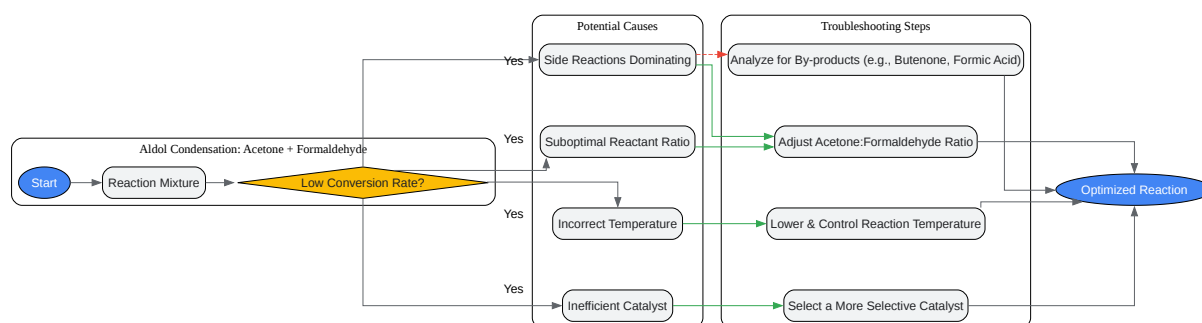 Potential Causes
Troubleshooting Steps
Yes
Side Reactions Dominating
Analyze for By-products (e.g., Butenone, Formic Acid)
Yes
Suboptimal Reactant Ratio
Adjust Acetone:Formaldehyde Ratio
Aldol Condensation: Acetone + Formaldehyde
Start
Reaction Mixture
Low Conversion Rate?
Optimized Reaction
Yes
Incorrect Temperature
Lower & Control Reaction Temperature
Yes
Inefficient Catalyst
Select a More Selective Catalyst